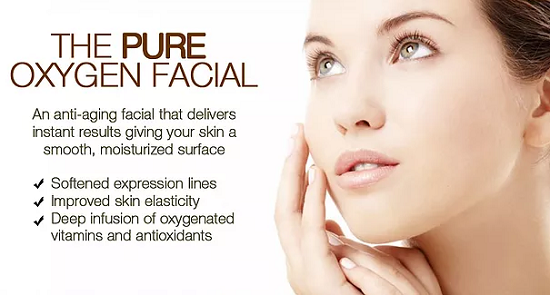 THE PURE
OXYGEN FACIAL
An anti-aging facial that delivers
instant results giving your skin a
smooth, moisturized surface
Softened expression lines
Improved skin elasticity
Deep infusion of oxygenated
vitamins and antioxidants